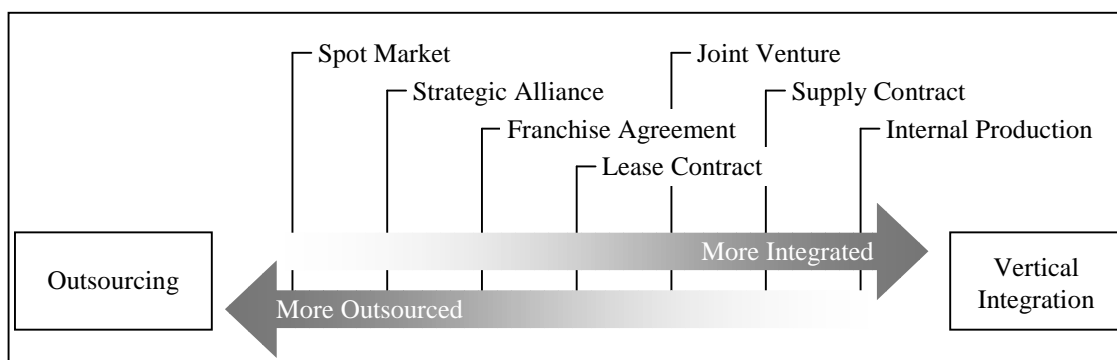 Spot Market
Joint Venture
Strategic Alliance
Supply Contract
Franchise Agreement
Internal Production
Lease Contract
More Integrated
Outsourcing
Vertical
Integration
More Outsourced